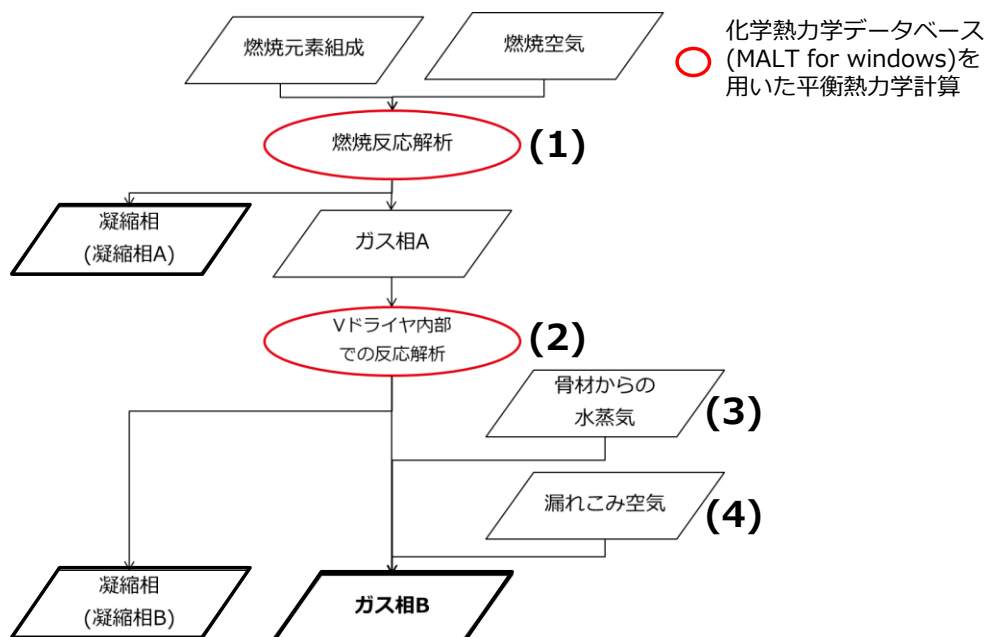 燃焼元素組成
燃焼空気
化学熱力学データベース
(MALT for windows)を
用いた平衡熱力学計算
燃焼反応解析
(1)
凝縮相
(凝縮相A)
ガス相A
Vドライヤ内部
での反応解析
(2)
骨材からの
水蒸気
(3)
漏れこみ空気
(4)
凝縮相
(凝縮相B)
ガス相B